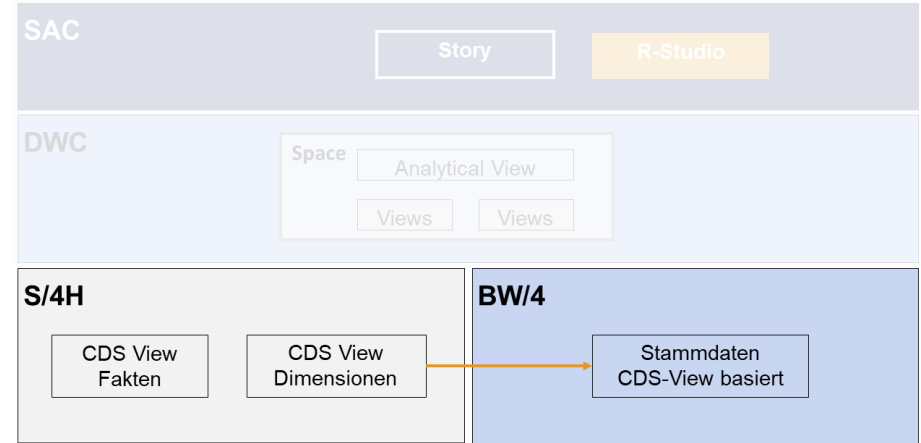 SAC
Story
R-Studio
DWC
Space
Analytical View
Views
Views
S/4H
BW/4
CDS View
Fakten
CDS View
Dimensionen
Stammdaten
CDS-View basiert